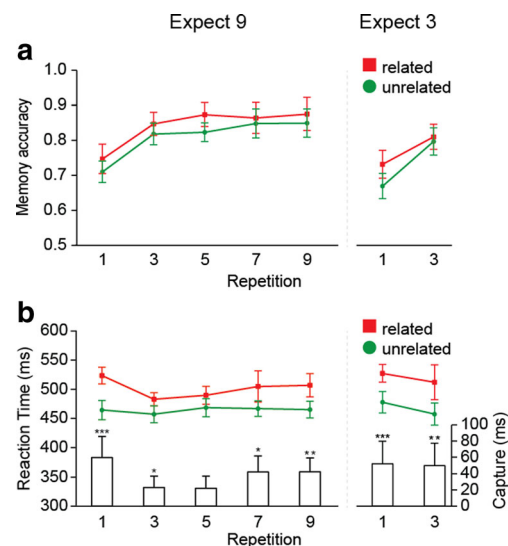 Expect 9 Expect 3
a
related
unrelated
Memory accuracy
1.0
0.9
0.8
0.7
0.6
0.5
1 3 5 7 9 1 3
Repetition
b
related
unrelated
Reaction Time (ms)
600
550
500
450
400
350
300
*** * * ** *** **
100
80
60
40
20
0
Capture (ms)
1 3 5 7 9 1 3
Repetition